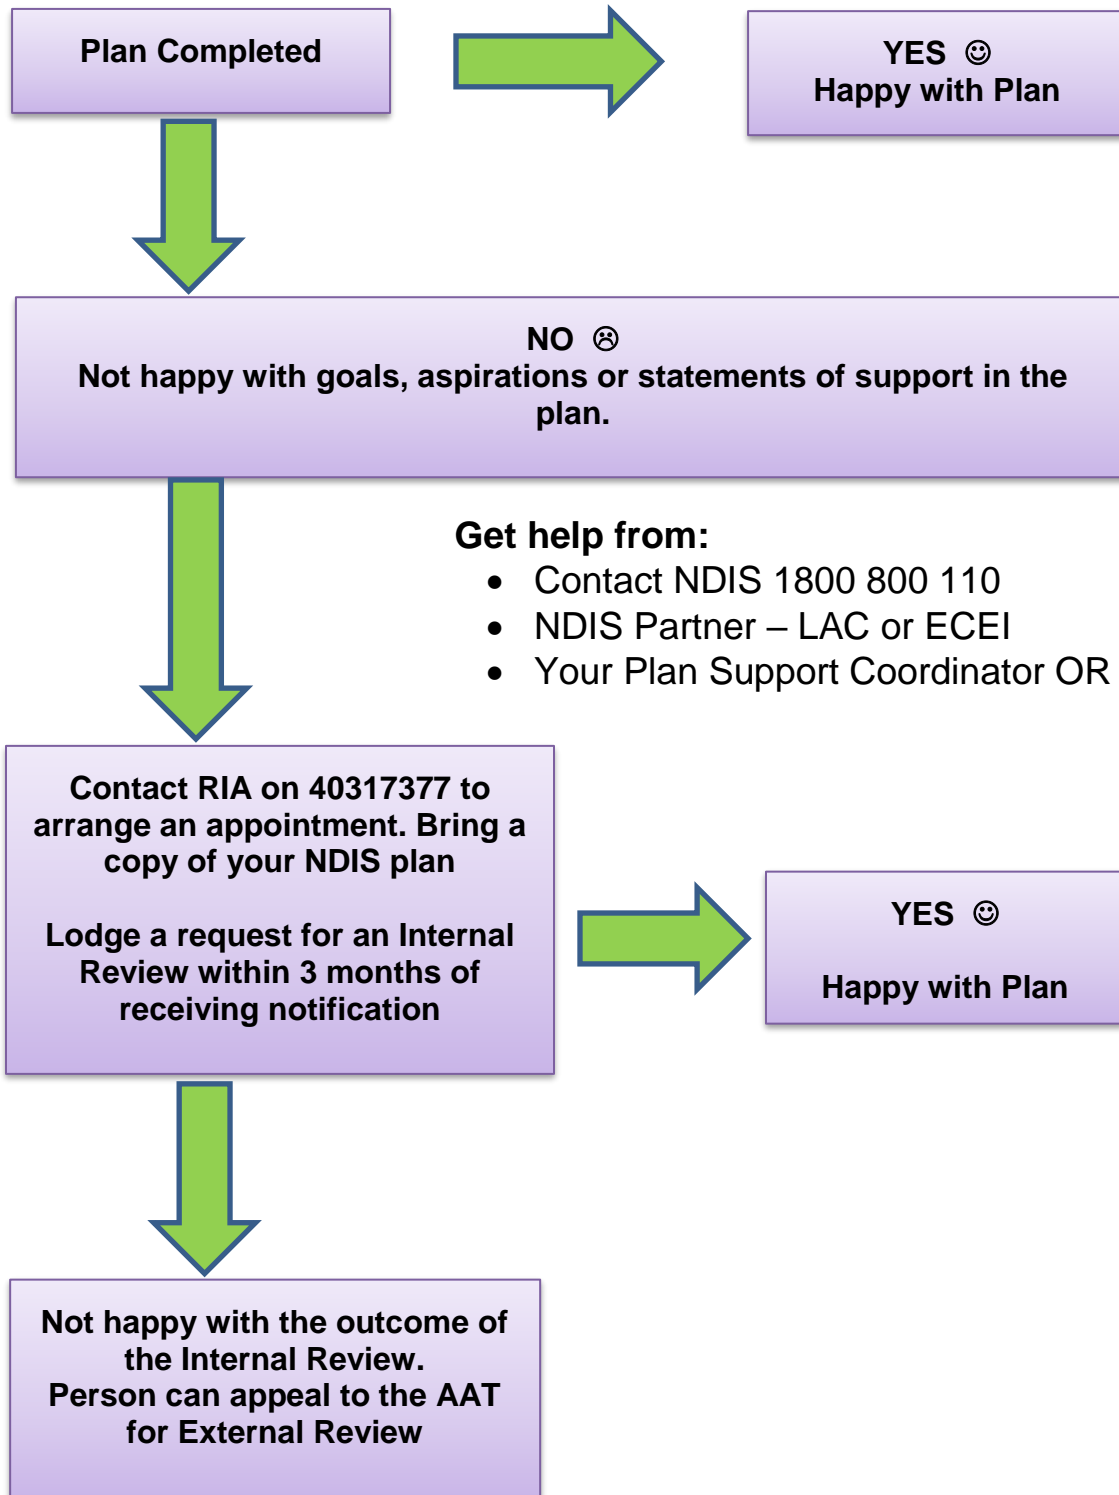 Plan Completed
YES ☺
Happy with Plan
NO ☹
Not happy with goals, aspirations or statements of support in the
plan.
Get help from:
• Contact NDIS 1800 800 110
• NDIS Partner – LAC or ECEI
• Your Plan Support Coordinator OR
Contact RIA on 40317377 to
arrange an appointment. Bring a
copy of your NDIS plan
Lodge a request for an Internal
Review within 3 months of
receiving notification
YES ☺
Happy with Plan
Not happy with the outcome of
the Internal Review.
Person can appeal to the AAT
for External Review